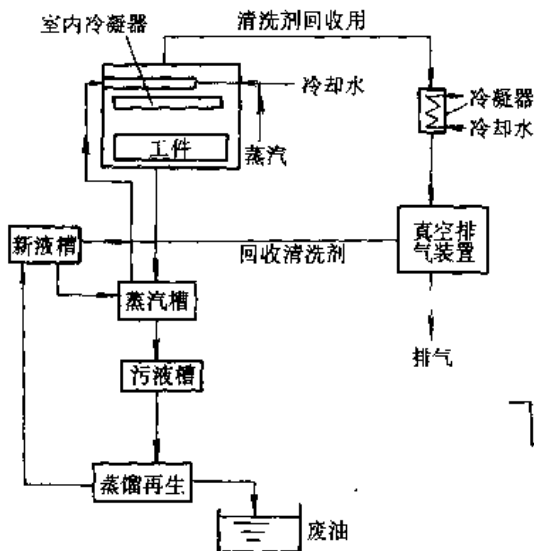 室内冷凝器
清洗剂回收用
冷却水
冷凝器
冷却水
工件
蒸汽
真空排
气装置
新液槽
回收清洗剂
蒸汽槽
排气
污液槽
蒸馏再生
废油